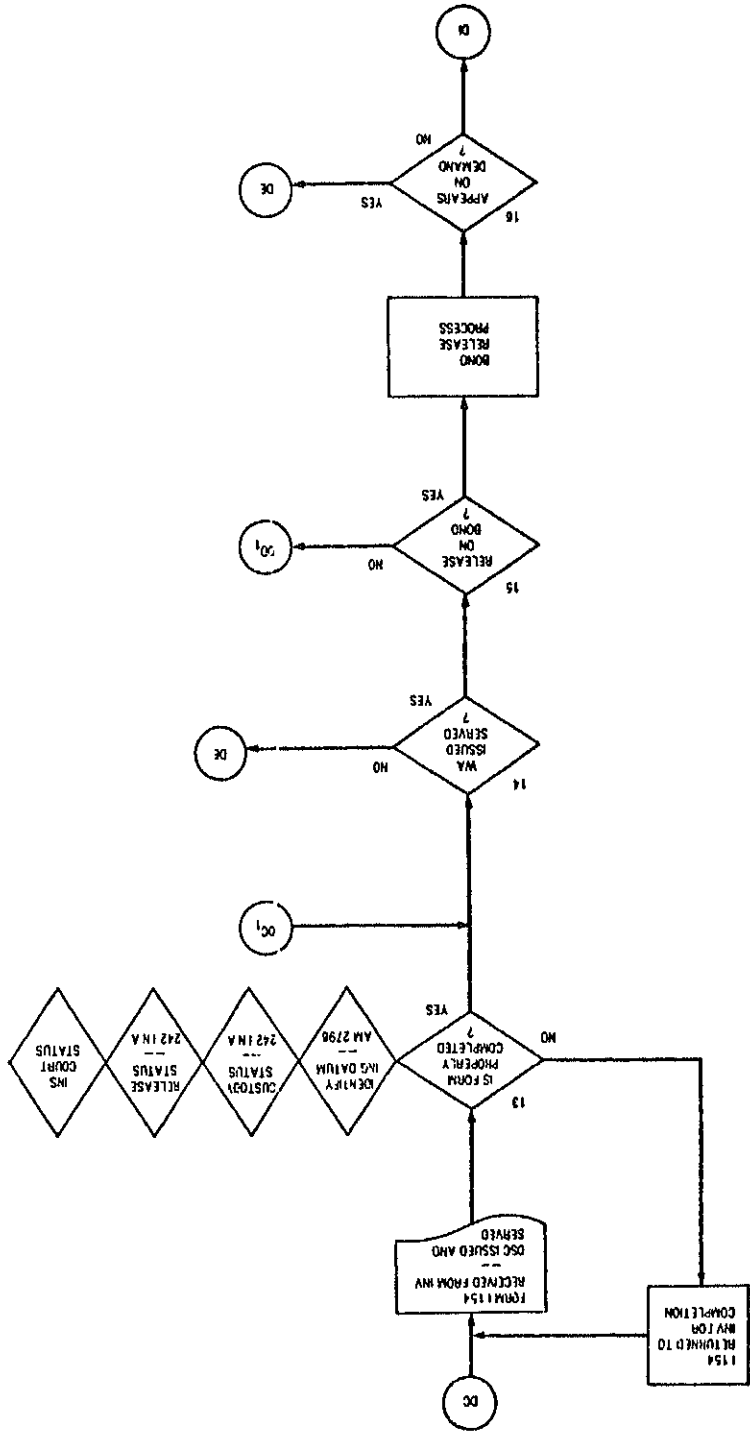 DC
FORM I 154
RECEIVED FROM INV
--
OSC ISSUED AND
SERVED
I 154
RETURNED TO
INV FOR
COMPLETION
13
IS FORM
PROPERLY
COMPLETED
?
NO
YES
IDENTIFY
ING DATUM
--
AM 2796
CUSTODY
STATUS
---
242 I N A
RELEASE
STATUS
--
242 I N A
INS
COURT
STATUS
DC1
14
WA
ISSUED
SERVED
?
NO
DE
YES
15
RELEASE
ON
BOND
?
NO
DD1
YES
BOND
RELEASE
PROCESS
16
APPEARS
ON
DEMAND
?
YES
DE
NO